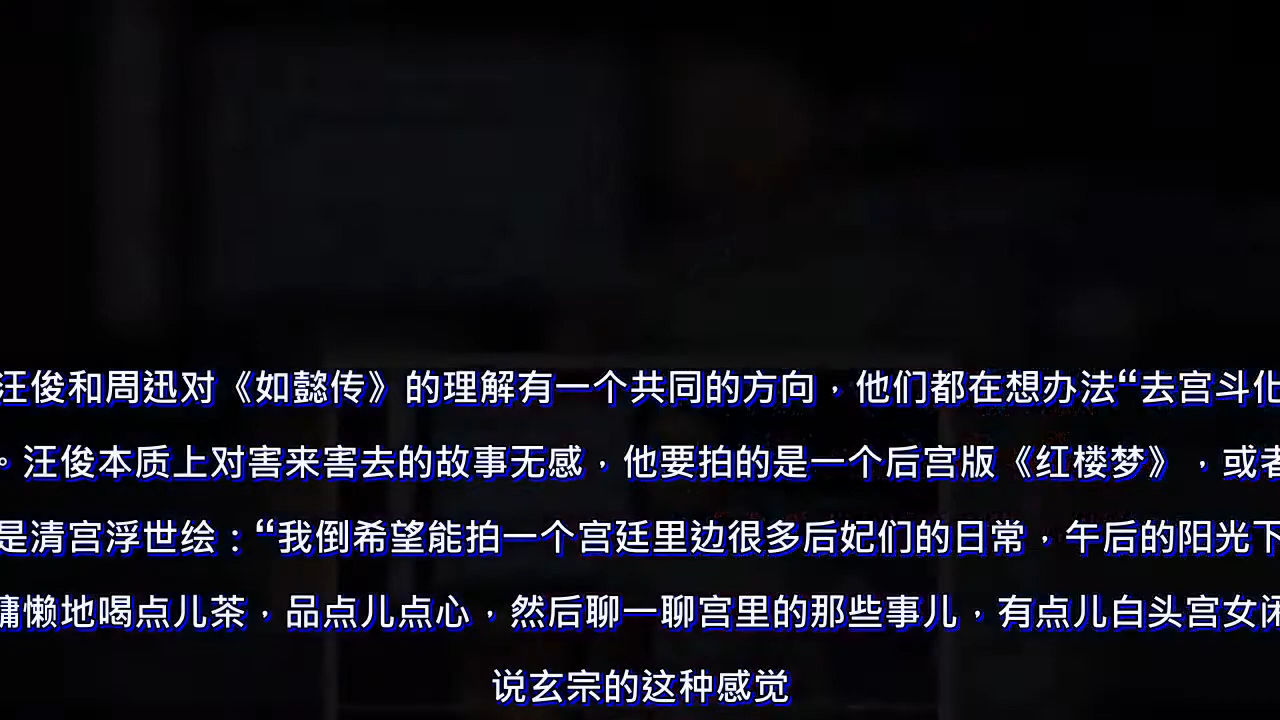 汪俊和周迅对《如懿传》的理解有一个共同的方向，他们都在想办法“去宫斗化
。汪俊本质上对害来害去的故事无感，他要拍的是一个后宫版《红楼梦》，或者
是清宫浮世绘：“我倒希望能拍一个宫廷里边很多后妃们的日常，午后的阳光下
慵懒地喝点儿茶，品点儿点心，然后聊一聊宫里的那些事儿，有点儿白头宫女闲
说玄宗的这种感觉